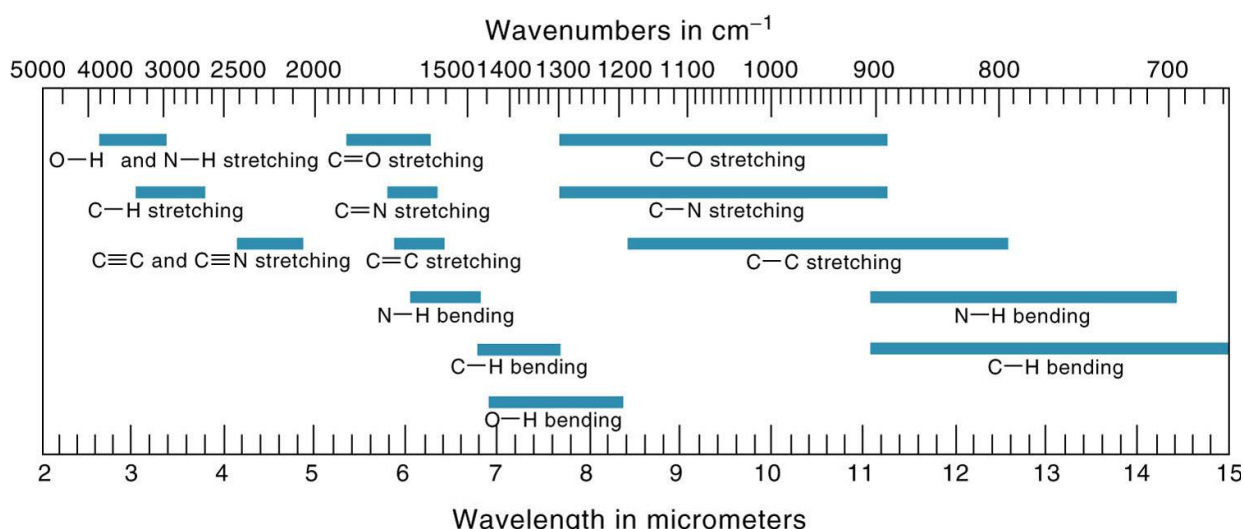 Wavenumbers in cm⁻¹
5000 4000 3000 2500 2000 1500 1400 1300 1200 1100 1000 900 800 700
O—H and N—H stretching C=O stretching C—O stretching
C—H stretching C=N stretching C—N stretching
C≡C and C≡N stretching C=C stretching C—C stretching
N—H bending N—H bending
C—H bending C—H bending
O—H bending
2 3 4 5 6 7 8 9 10 11 12 13 14 15
Wavelength in micrometers